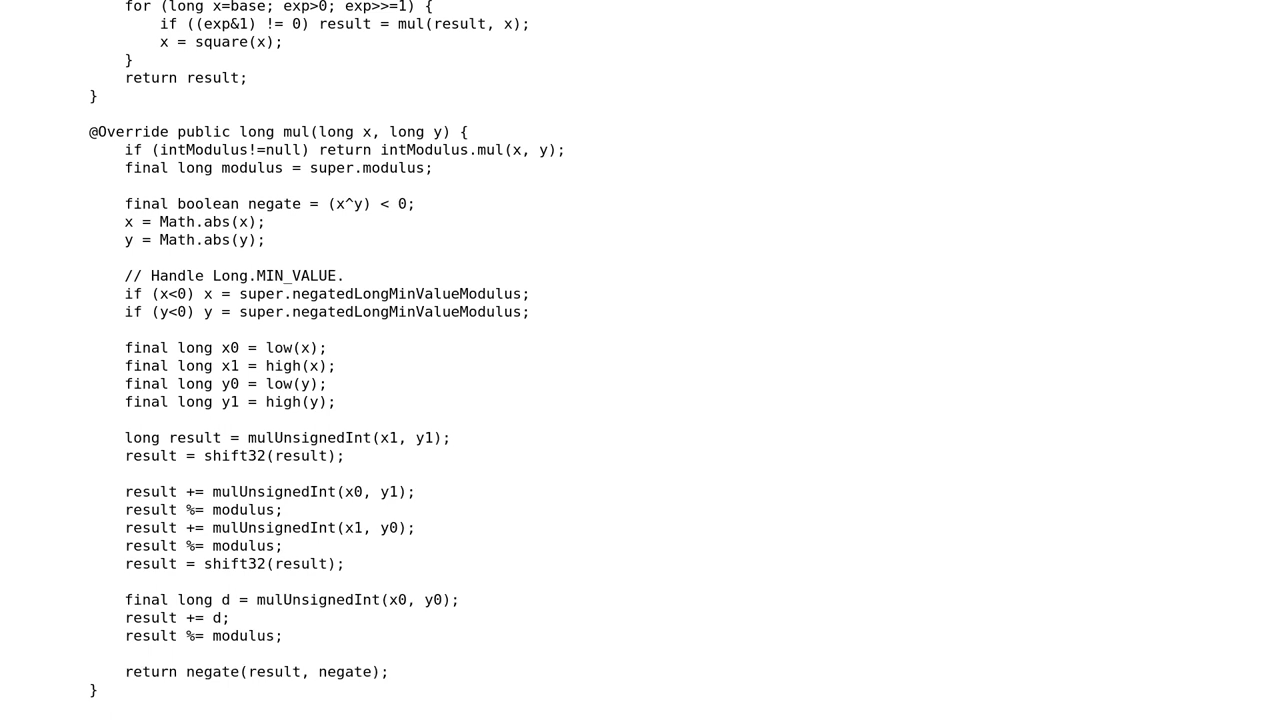 for (long x=base; exp>0; exp>>=1) {
if ((exp&1) != 0) result = mul(result, x);
x = square(x);
}
return result;
}
@Override public long mul(long x, long y) {
if (intModulus!=null) return intModulus.mul(x, y);
final long modulus = super.modulus;
final boolean negate = (x^y) < 0;
x = Math.abs(x);
y = Math.abs(y);
// Handle Long.MIN_VALUE.
if (x<0) x = super.negatedLongMinValueModulus;
if (y<0) y = super.negatedLongMinValueModulus;
final long x0 = low(x);
final long x1 = high(x);
final long y0 = low(y);
final long y1 = high(y);
long result = mulUnsignedInt(x1, y1);
result = shift32(result);
result += mulUnsignedInt(x0, y1);
result %= modulus;
result += mulUnsignedInt(x1, y0);
result %= modulus;
result = shift32(result);
final long d = mulUnsignedInt(x0, y0);
result += d;
result %= modulus;
return negate(result, negate);
}